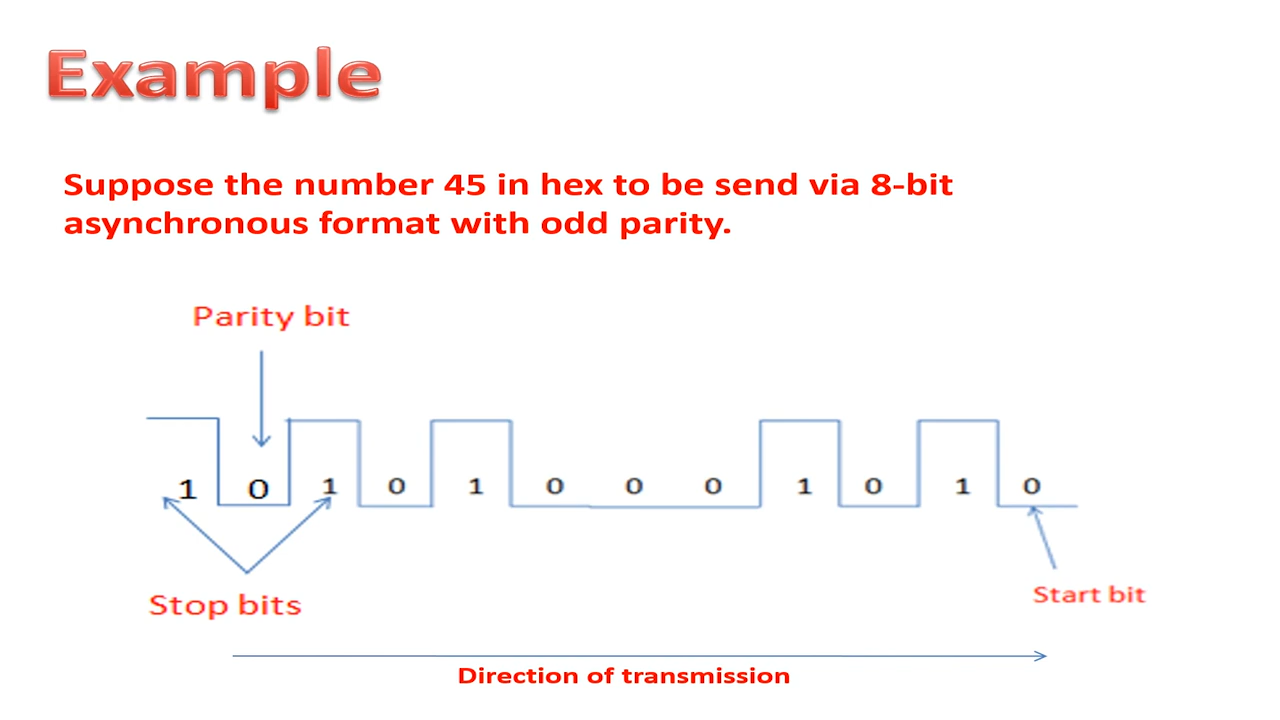 Example
Suppose the number 45 in hex to be send via 8-bit
asynchronous format with odd parity.
Parity bit
1 0 1 0 1 0 0 0 1 0 1 0
Stop bits
Start bit
Direction of transmission